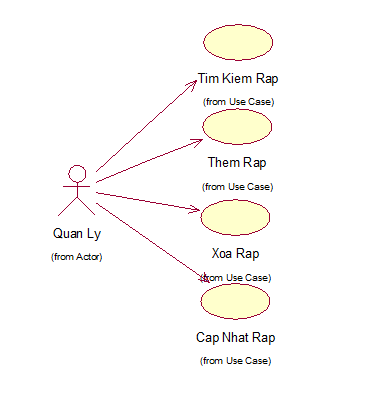 Tim Kiem Rap
(from Use Case)
Them Rap
(from Use Case)
Quan Ly
(from Actor)
Xoa Rap
(from Use Case)
Cap Nhat Rap
(from Use Case)